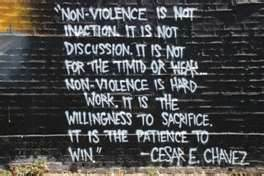 "NON-VIOLENCE IS NOT
INACTION. IT IS NOT
DISCUSSION. IT IS NOT
FOR THE TIMID OR WEAK...
NON-VIOLENCE IS HARD
WORK. IT IS THE
WILLINGNESS TO SACRIFICE.
IT IS THE PATIENCE TO
WIN." –CESAR E. CHAVEZ